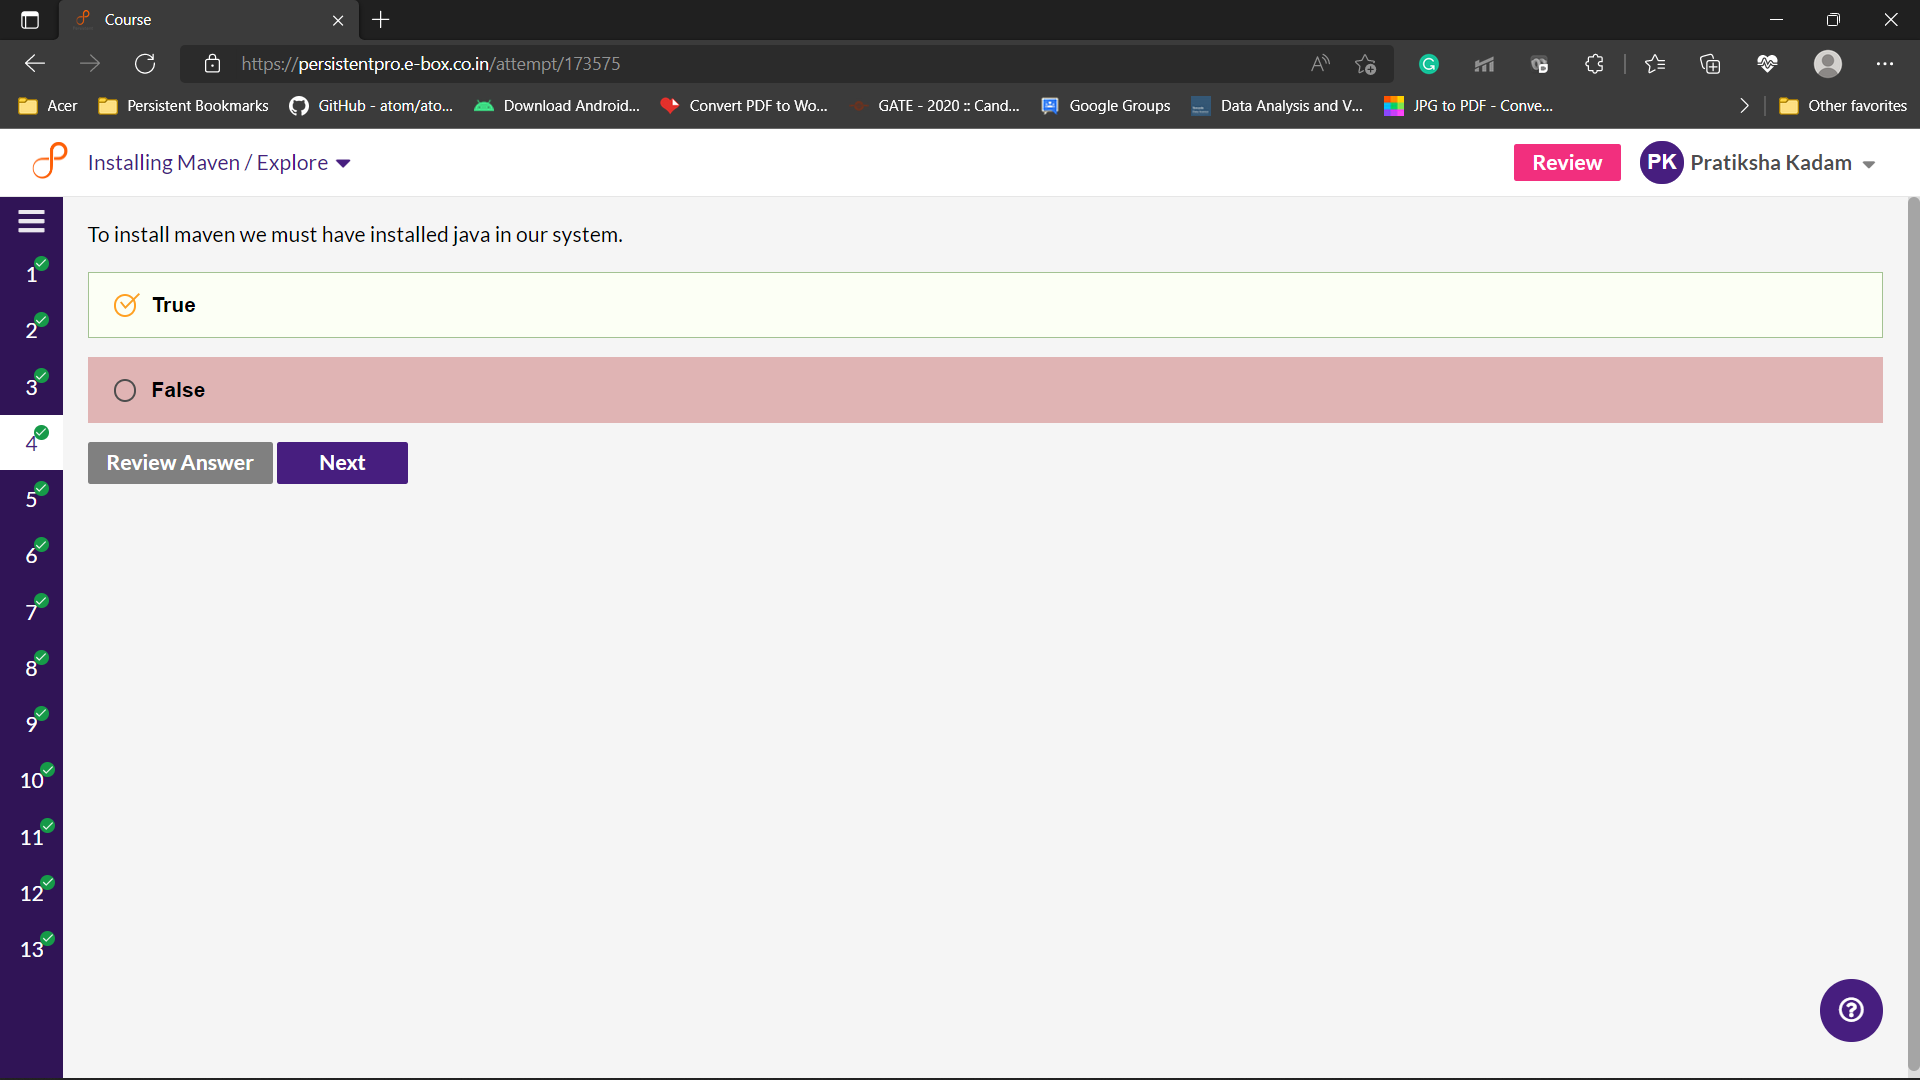 Course
https://persistentpro.e-box.co.in/attempt/173575
Acer Persistent Bookmarks GitHub - atom/ato... Download Android... Convert PDF to Wo... GATE - 2020 :: Cand... Google Groups Data Analysis and V... JPG to PDF - Conve... Other favorites
Installing Maven / Explore Review PK Pratiksha Kadam
To install maven we must have installed java in our system.
1
True
2
3
False
4
Review Answer Next
5
6
7
8
9
10
11
12
13